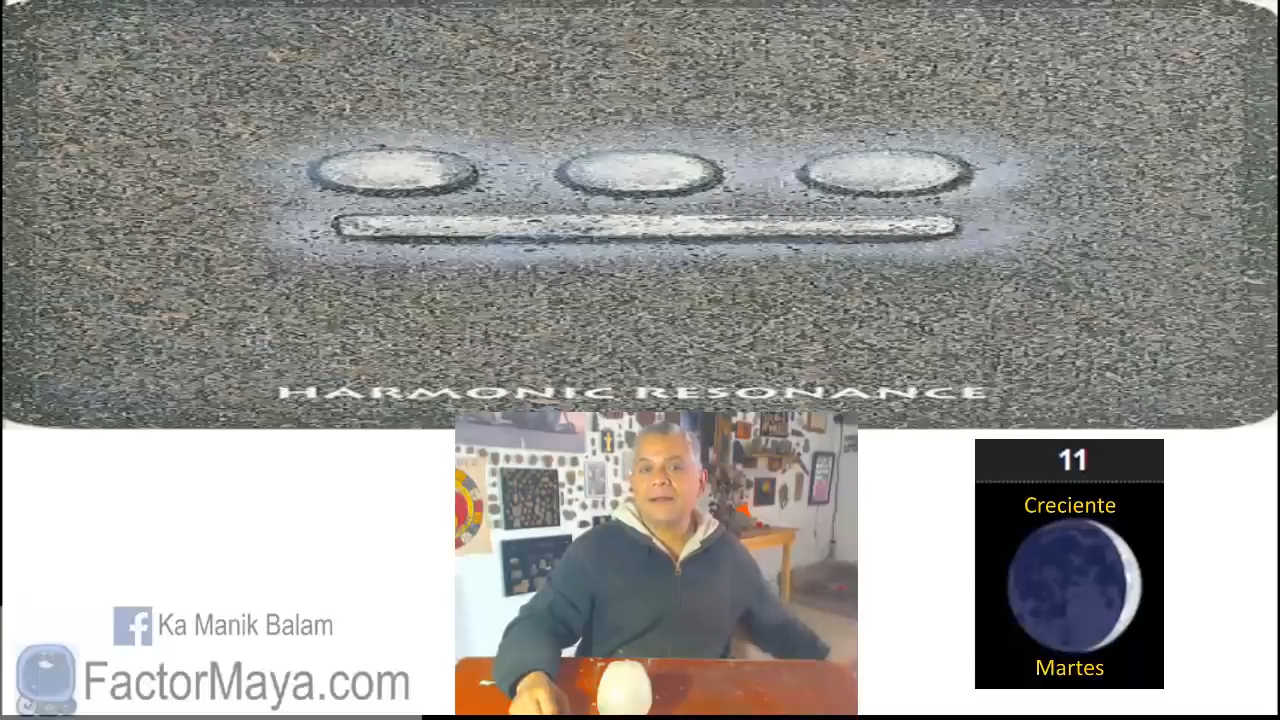 HARMONIC RESONANCE
11
Creciente
Martes
f Ka Manik Balam
FactorMaya.com